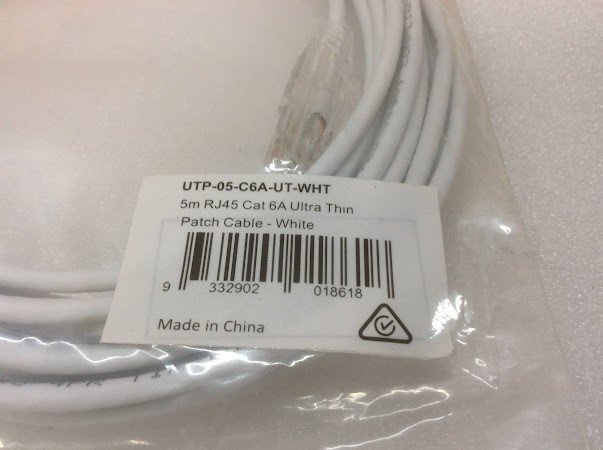 UTP-05-C6A-UT-WHT
5m RJ45 Cat 6A Ultra Thin
Patch Cable - White
9 332902 018618
Made in China